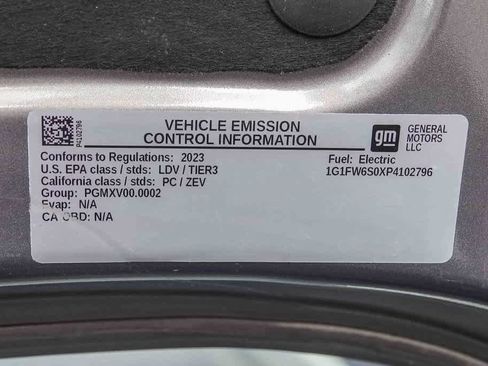 P4102796
VEHICLE EMISSION
CONTROL INFORMATION
gm
GENERAL
MOTORS
LLC
Conforms to Regulations: 2023
U.S. EPA class / stds: LDV / TIER3
California class / stds: PC / ZEV
Group: PGMXV00.0002
Evap: N/A
CA OBD: N/A
Fuel: Electric
1G1FW6S0XP4102796